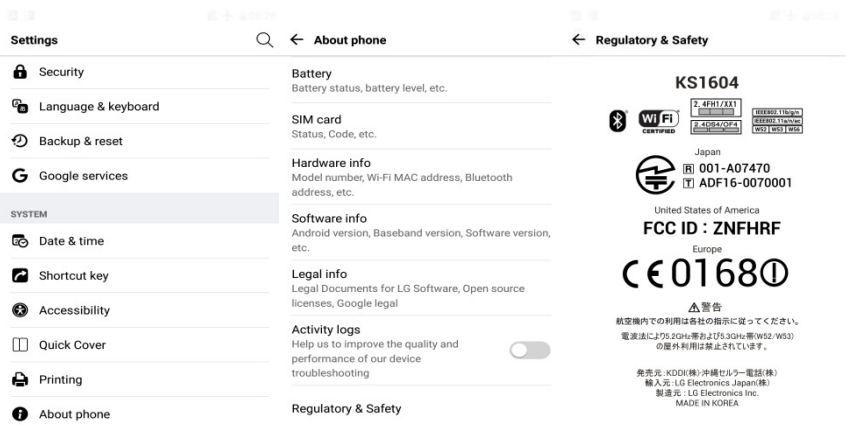 Settings
Security
Language & keyboard
Backup & reset
Google services
SYSTEM
Date & time
Shortcut key
Accessibility
Quick Cover
Printing
About phone
About phone
Battery
Battery status, battery level, etc.
SIM card
Status, Code, etc.
Hardware info
Model number, Wi-Fi MAC address, Bluetooth
address, etc.
Software info
Android version, Baseband version, Software version,
etc.
Legal info
Legal Documents for LG Software, Open source
licenses, Google legal
Activity logs
Help us to improve the quality and
performance of our device
troubleshooting
Regulatory & Safety
Regulatory & Safety
KS1604
Wi Fi
CERTIFIED
2.4FH1/XX1
2.4DS4/OF4
IEEE802.11b/g/n
IEEE802.11a/n/ac
W52 W53 W56
Japan
R 001-A07470
T ADF16-0070001
United States of America
FCC ID : ZNFHRF
Europe
CE0168
警告
航空機内での利用は各社の指示に従ってください。
電波法により5.2GHz帯および5.3GHz帯(W52/W53)
の屋外利用は禁止されています。
発売元:KDDI(株)・沖縄セルラー電話(株)
輸入元:LG Electronics Japan(株)
製造元:LG Electronics Inc.
MADE IN KOREA